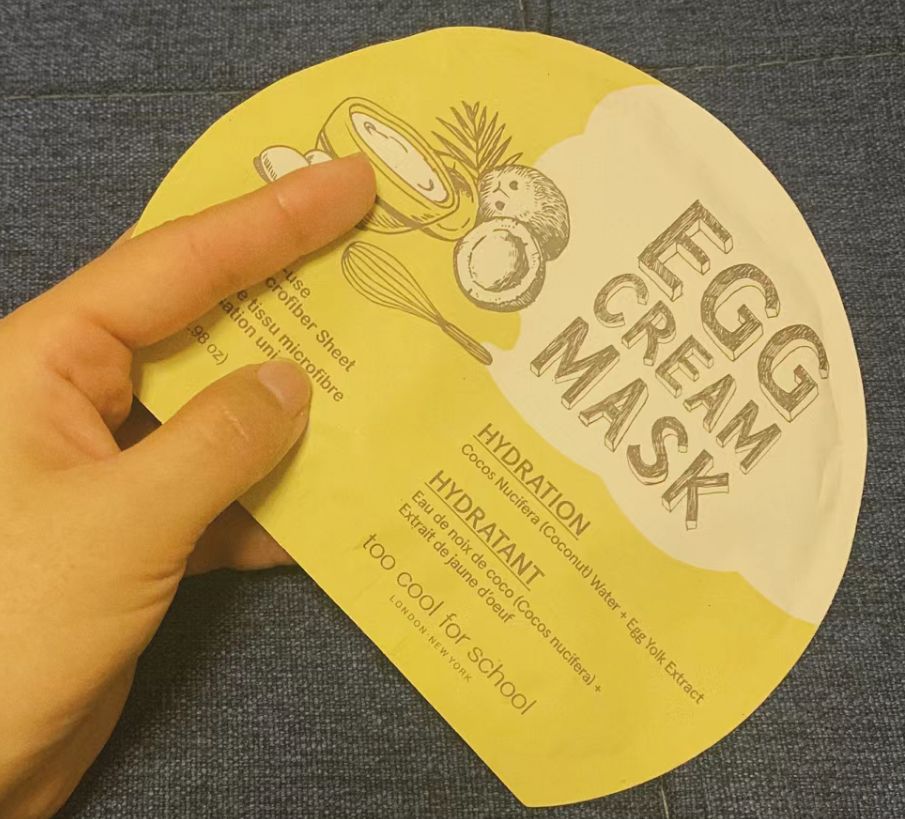 EGG
CREAM
MASK
-use
crofiber Sheet
e tissu microfibre
ation uni
.98 oz)
HYDRATION
Cocos Nucifera (Coconut) Water + Egg Yolk Extract
HYDRATANT
Eau de noix de coco (Cocos nucifera) +
Extrait de jaune d'oeuf
too cool for school
LONDON · NEW YORK